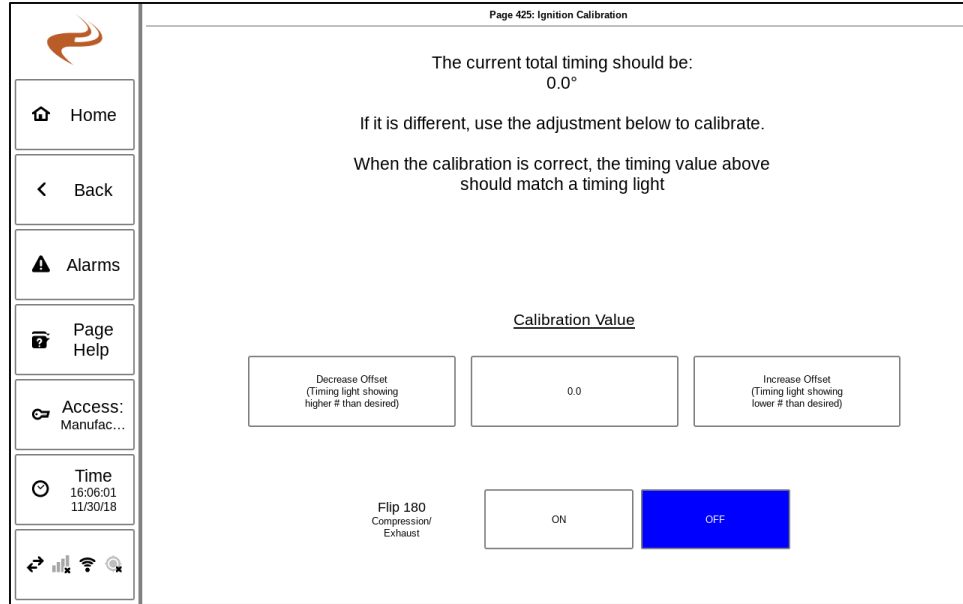 Page 425: Ignition Calibration
Home
Back
Alarms
Page
Help
Access:
Manufac...
Time
16:06:01
11/30/18
The current total timing should be:
0.0°
If it is different, use the adjustment below to calibrate.
When the calibration is correct, the timing value above
should match a timing light
Calibration Value
Decrease Offset
(Timing light showing
higher # than desired)
0.0
Increase Offset
(Timing light showing
lower # than desired)
Flip 180
Compression/
Exhaust
ON
OFF